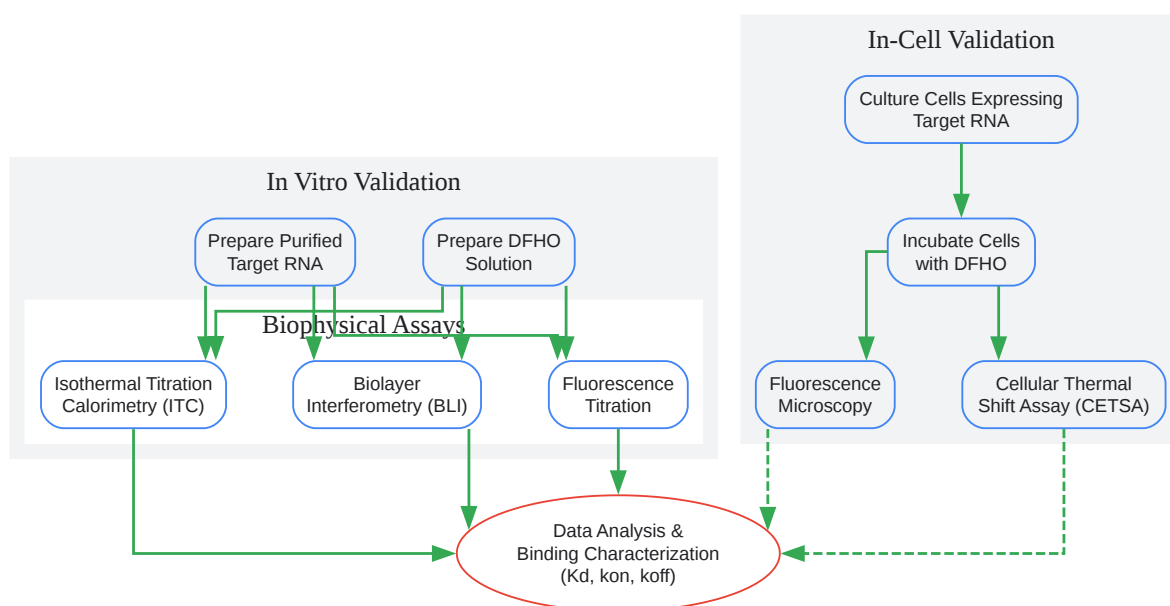 In-Cell Validation
Culture Cells Expressing
Target RNA
In Vitro Validation
Prepare Purified
Target RNA
Prepare DFHO
Solution
Incubate Cells
with DFHO
Biophysical Assays
Isothermal Titration
Calorimetry (ITC)
Biolayer
Interferometry (BLI)
Fluorescence
Titration
Fluorescence
Microscopy
Cellular Thermal
Shift Assay (CETSA)
Data Analysis &
Binding Characterization
(Kd, kon, koff)